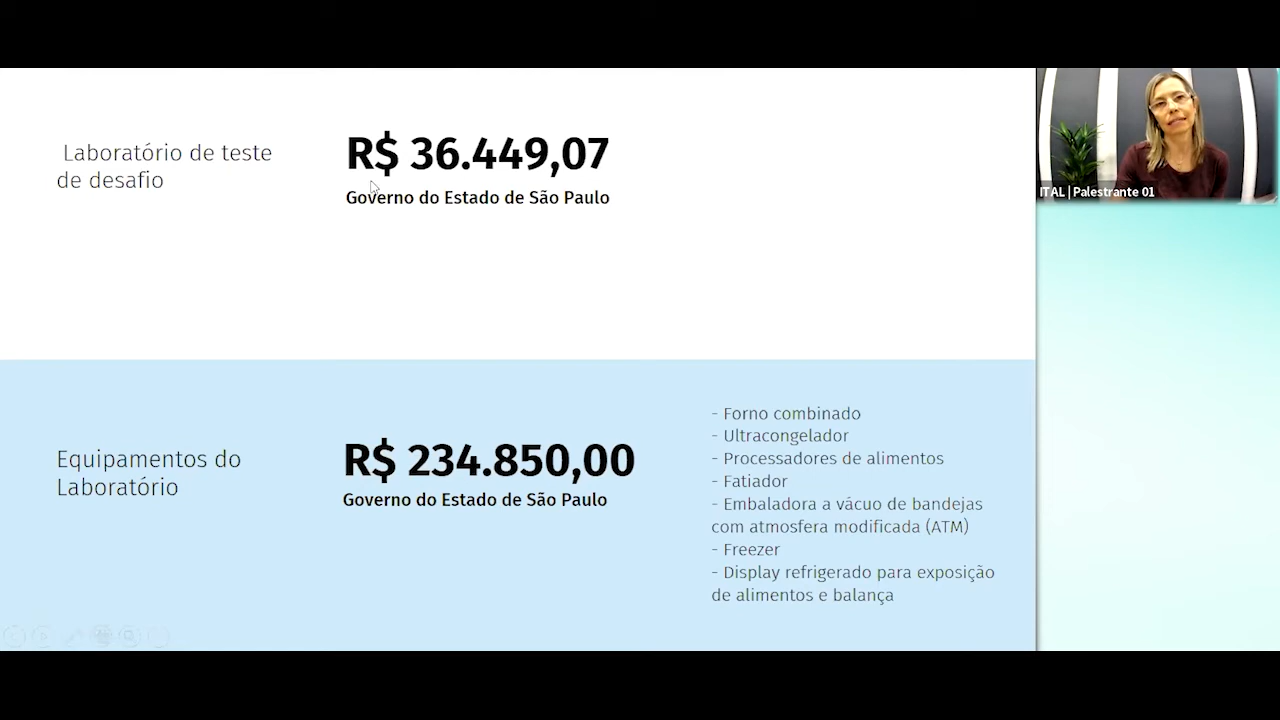 Laboratório de teste
de desafio
R$ 36.449,07
Governo do Estado de São Paulo
ITAL | Palestrante 01
Equipamentos do
Laboratório
R$ 234.850,00
Governo do Estado de São Paulo
- Forno combinado
- Ultracongelador
- Processadores de alimentos
- Fatiador
- Embaladora a vácuo de bandejas
com atmosfera modificada (ATM)
- Freezer
- Display refrigerado para exposição
de alimentos e balança